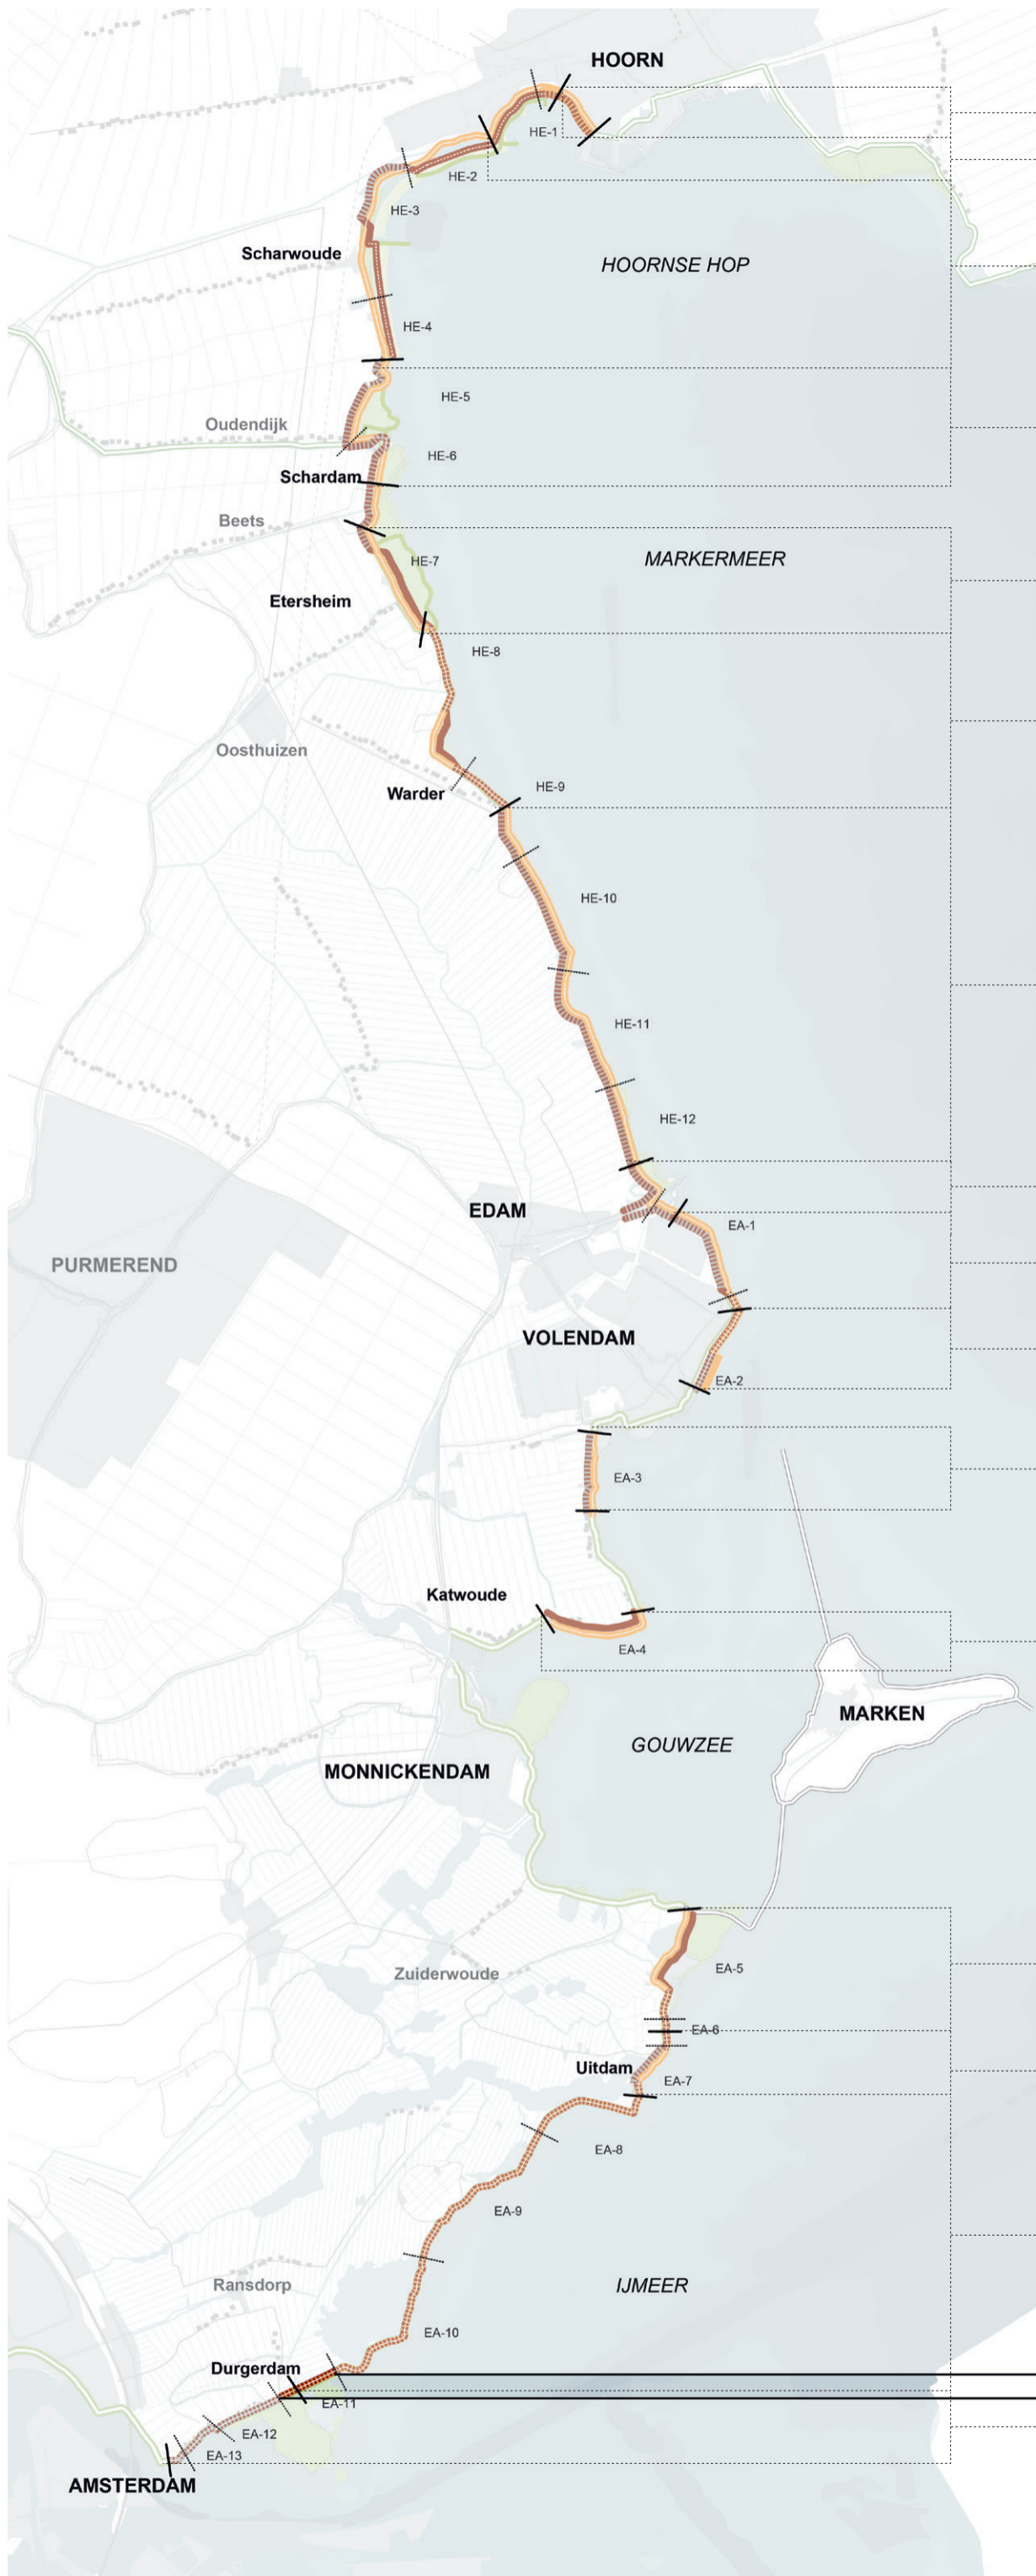 HOORN
HE-1
HE-2
HE-3
Scharwoude
HOORNSE HOP
HE-4
HE-5
Oudendijk
HE-6
Schardam
Beets
MARKERMEER
HE-7
Etersheim
HE-8
Oosthuizen
HE-9
Warder
HE-10
HE-11
HE-12
EDAM
EA-1
PURMEREND
VOLENDAM
EA-2
EA-3
Katwoude
EA-4
MARKEN
GOUWZEE
MONNICKENDAM
EA-5
Zuiderwoude
EA-6
Uitdam
EA-7
EA-8
EA-9
Ransdorp
IJMEER
EA-10
Durgerdam
EA-11
EA-12
EA-13
AMSTERDAM